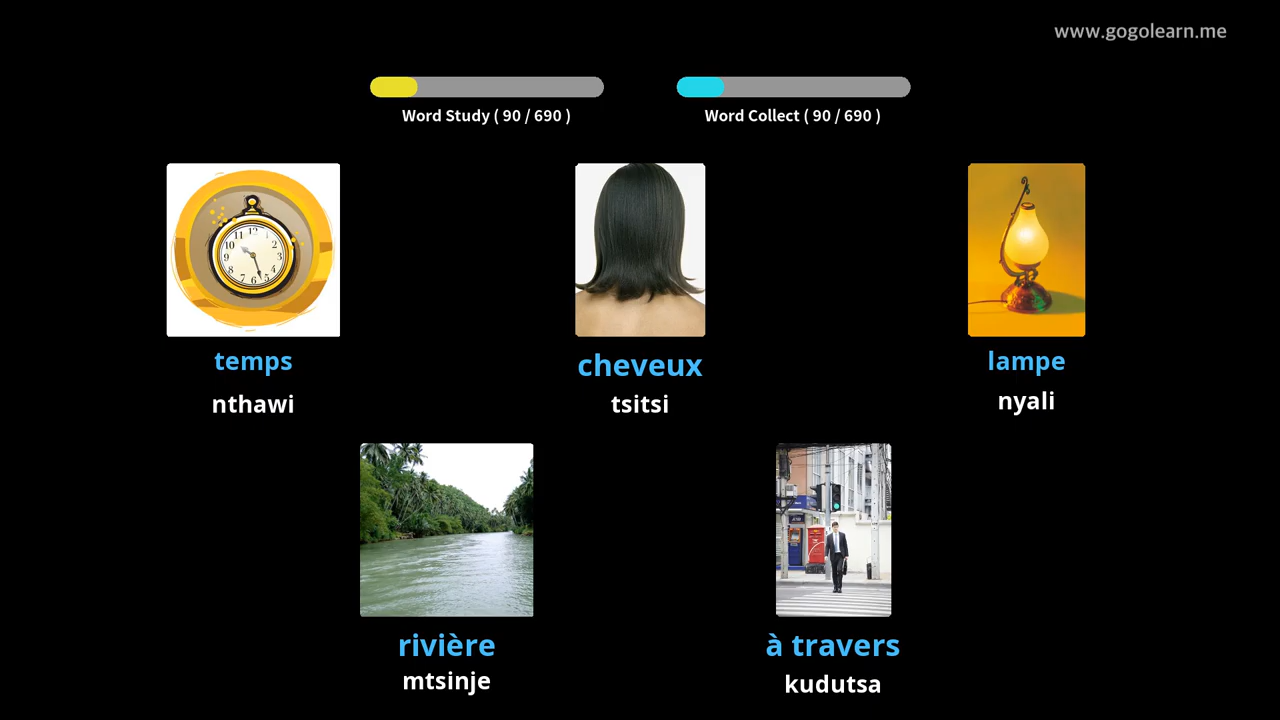 www.gogolearn.me
Word Study ( 90 / 690 )
Word Collect ( 90 / 690 )
temps
nthawi
cheveux
tsitsi
lampe
nyali
rivière
mtsinje
à travers
kudutsa